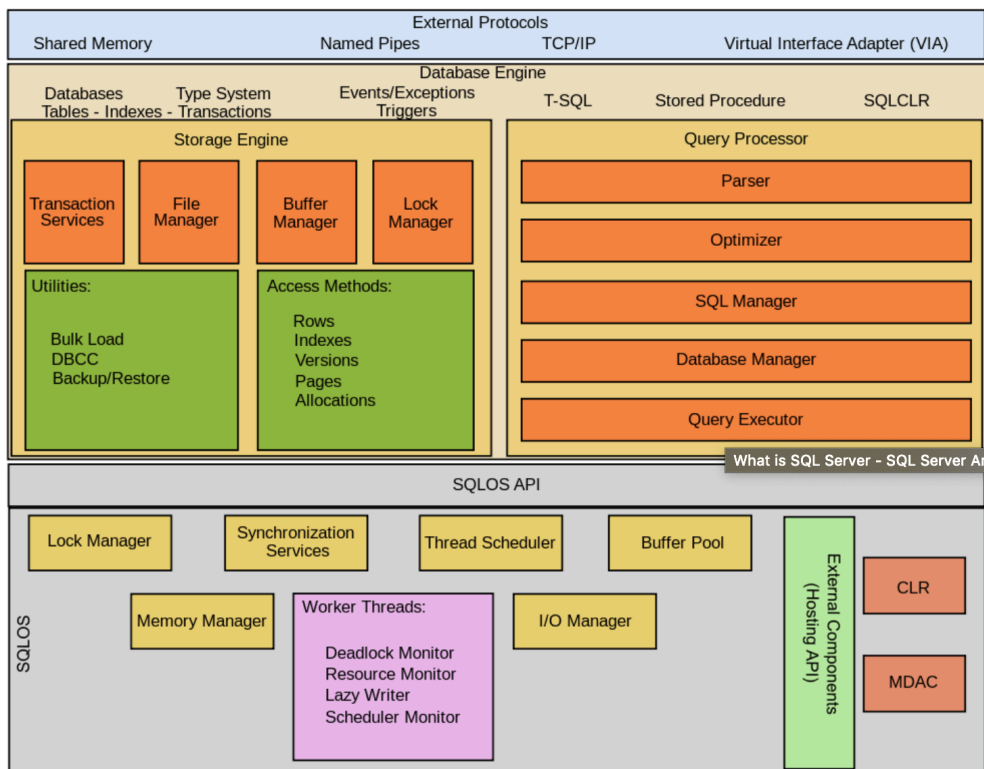 External Protocols
Shared Memory
Named Pipes
TCP/IP
Virtual Interface Adapter (VIA)
Database Engine
Databases
Type System
Tables - Indexes - Transactions
Events/Exceptions
Triggers
T-SQL
Stored Procedure
SQLCLR
Storage Engine
Transaction
Services
File
Manager
Buffer
Manager
Lock
Manager
Utilities:
Bulk Load
DBCC
Backup/Restore
Access Methods:
Rows
Indexes
Versions
Pages
Allocations
Query Processor
Parser
Optimizer
SQL Manager
Database Manager
Query Executor
What is SQL Server - SQL Server Ar
SQLOS API
SQLOS
Lock Manager
Synchronization
Services
Thread Scheduler
Buffer Pool
Memory Manager
Worker Threads:
Deadlock Monitor
Resource Monitor
Lazy Writer
Scheduler Monitor
I/O Manager
External Components
(Hosting API)
CLR
MDAC